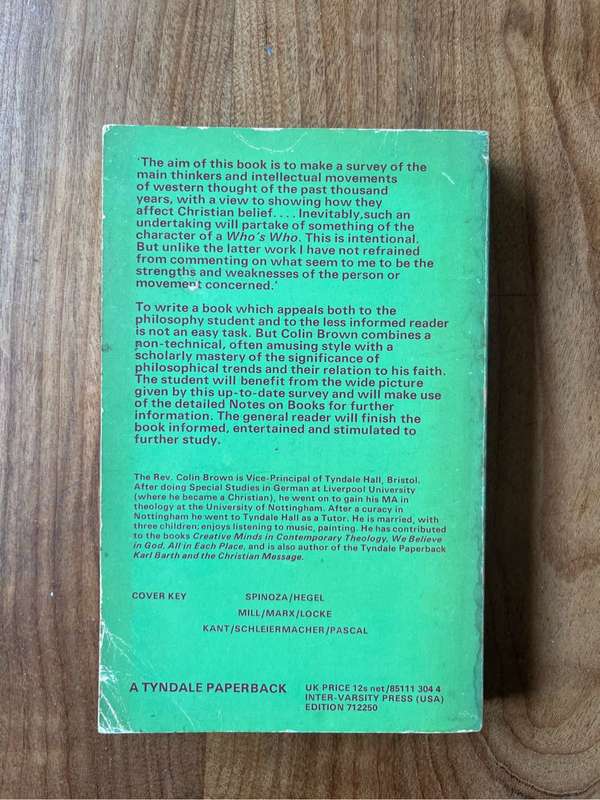 'The aim of this book is to make a survey of the
main thinkers and intellectual movements
of western thought of the past thousand
years, with a view to showing how they
affect Christian belief. . . . Inevitably, such an
undertaking will partake of something of the
character of a Who's Who. This is intentional.
But unlike the latter work I have not refrained
from commenting on what seem to me to be the
strengths and weaknesses of the person or
movement concerned.'
To write a book which appeals both to the
philosophy student and to the less informed reader
is not an easy task. But Colin Brown combines a
non-technical, often amusing style with a
scholarly mastery of the significance of
philosophical trends and their relation to his faith.
The student will benefit from the wide picture
given by this up-to-date survey and will make use
of the detailed Notes on Books for further
information. The general reader will finish the
book informed, entertained and stimulated to
further study.
The Rev. Colin Brown is Vice-Principal of Tyndale Hall, Bristol.
After doing Special Studies in German at Liverpool University
(where he became a Christian), he went on to gain his MA in
theology at the University of Nottingham. After a curacy in
Nottingham he went to Tyndale Hall as a Tutor. He is married, with
three children; enjoys listening to music, painting. He has contributed
to the books Creative Minds in Contemporary Theology, We Believe
in God, All in Each Place, and is also author of the Tyndale Paperback
Karl Barth and the Christian Message.
COVER KEY SPINOZA/HEGEL
MILL/MARX/LOCKE
KANT/SCHLEIERMACHER/PASCAL
A TYNDALE PAPERBACK UK PRICE 12s net/85111 304 4
INTER-VARSITY PRESS (USA)
EDITION 712250